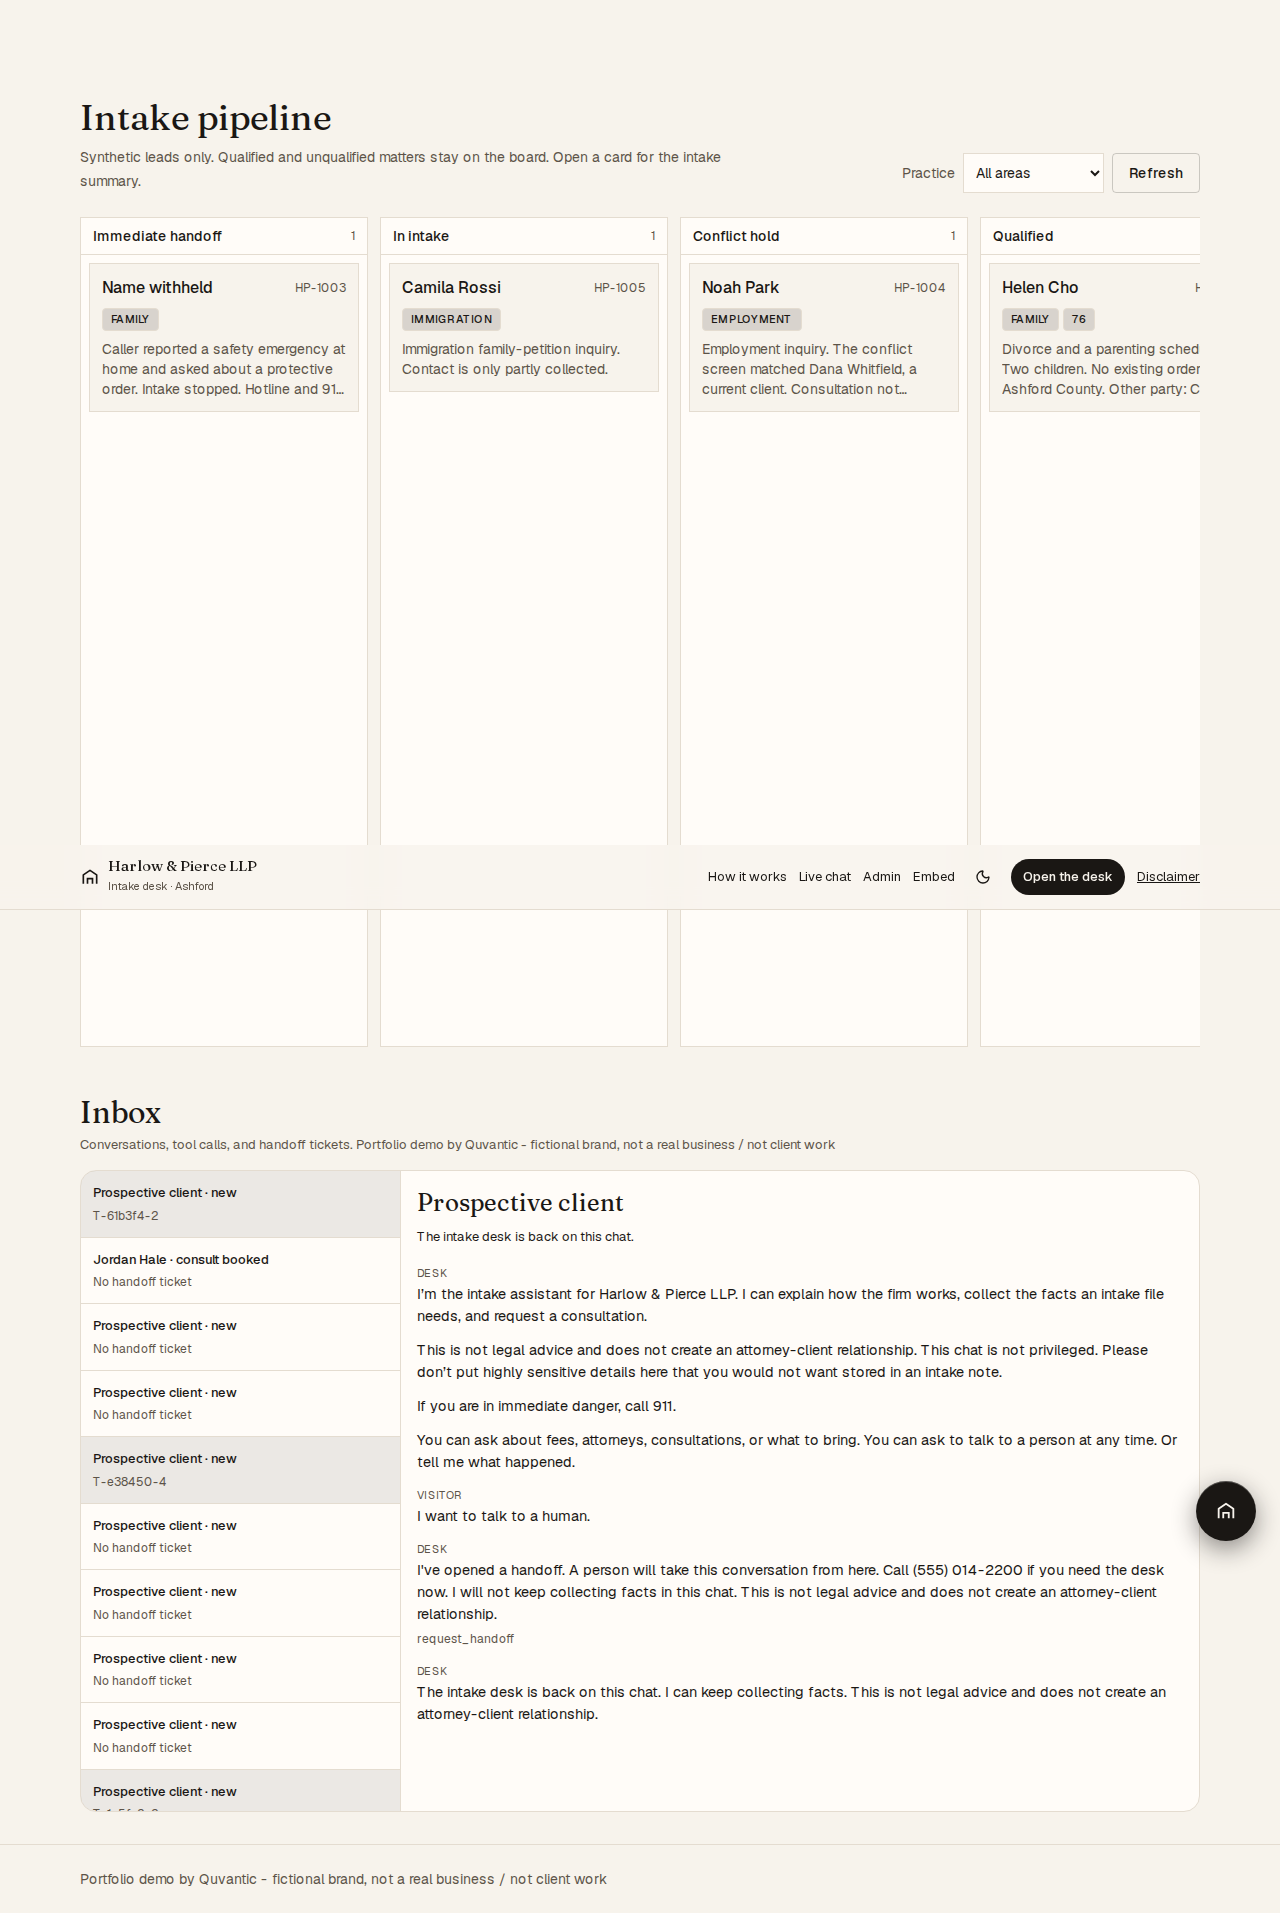 Intake pipeline
Synthetic leads only. Qualified and unqualified matters stay on the board. Open a card for the intake
summary.
Practice
All areas
Refresh
Immediate handoff 1
Name withheld HP-1003
FAMILY
Caller reported a safety emergency at
home and asked about a protective
order. Intake stopped. Hotline and 91...
In intake 1
Camila Rossi HP-1005
IMMIGRATION
Immigration family-petition inquiry.
Contact is only partly collected.
Conflict hold 1
Noah Park HP-1004
EMPLOYMENT
Employment inquiry. The conflict
screen matched Dana Whitfield, a
current client. Consultation not...
Qualified
Helen Cho
FAMILY 76
Divorce and a parenting sched
Two children. No existing order
Ashford County. Other party: C
Harlow & Pierce LLP
Intake desk · Ashford
How it works Live chat Admin Embed
Open the desk
Disclaimer
Inbox
Conversations, tool calls, and handoff tickets. Portfolio demo by Quvantic - fictional brand, not a real business / not client work
Prospective client · new
T-61b3f4-2
Jordan Hale · consult booked
No handoff ticket
Prospective client · new
No handoff ticket
Prospective client · new
No handoff ticket
Prospective client · new
T-e38450-4
Prospective client · new
No handoff ticket
Prospective client · new
No handoff ticket
Prospective client · new
No handoff ticket
Prospective client · new
No handoff ticket
Prospective client · new
Prospective client
The intake desk is back on this chat.
DESK
I'm the intake assistant for Harlow & Pierce LLP. I can explain how the firm works, collect the facts an intake file
needs, and request a consultation.
This is not legal advice and does not create an attorney-client relationship. This chat is not privileged. Please
don't put highly sensitive details here that you would not want stored in an intake note.
If you are in immediate danger, call 911.
You can ask about fees, attorneys, consultations, or what to bring. You can ask to talk to a person at any time. Or
tell me what happened.
VISITOR
I want to talk to a human.
DESK
I've opened a handoff. A person will take this conversation from here. Call (555) 014-2200 if you need the desk
now. I will not keep collecting facts in this chat. This is not legal advice and does not create an attorney-client
relationship.
request_handoff
DESK
The intake desk is back on this chat. I can keep collecting facts. This is not legal advice and does not create an
attorney-client relationship.
Portfolio demo by Quvantic - fictional brand, not a real business / not client work